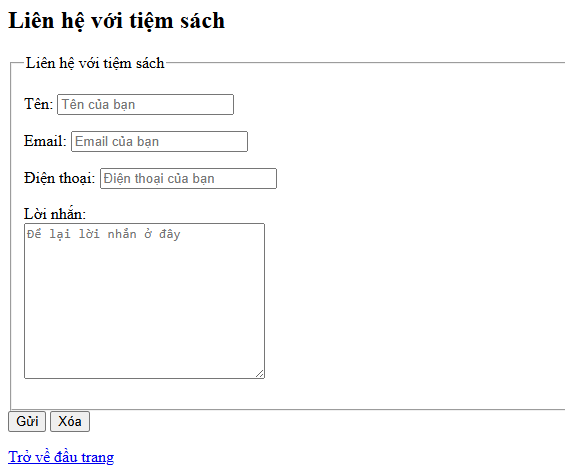 Liên hệ với tiệm sách
Liên hệ với tiệm sách
Tên: Tên của bạn
Email: Email của bạn
Điện thoại: Điện thoại của bạn
Lời nhắn:
Để lại lời nhắn ở đây
Gửi Xóa
Trở về đầu trang